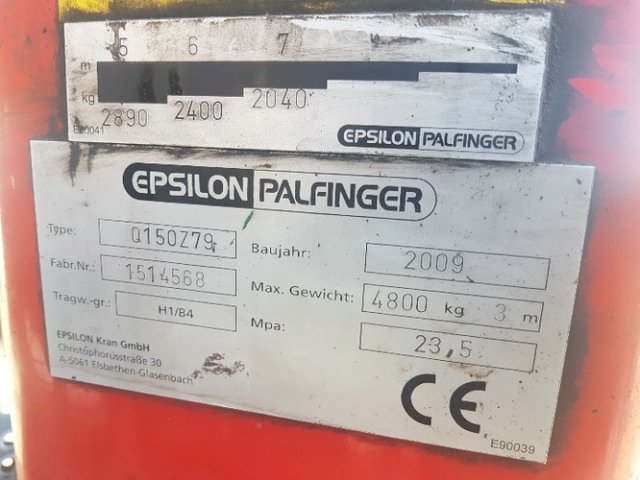 m 5 6 7
kg
2890 2400 2040
EPSILON PALFINGER
EPSILON PALFINGER
Type: Q150Z79
Fabr.Nr.: 1514568
Tragw.-gr.: H1/B4
Baujahr: 2009
Max. Gewicht: 4800 kg 3 m
Mpa: 23,5
EPSILON Kran GmbH
Christophorusstraße 30
A-5061 Elsbethen-Glasenbach
CE
E90039